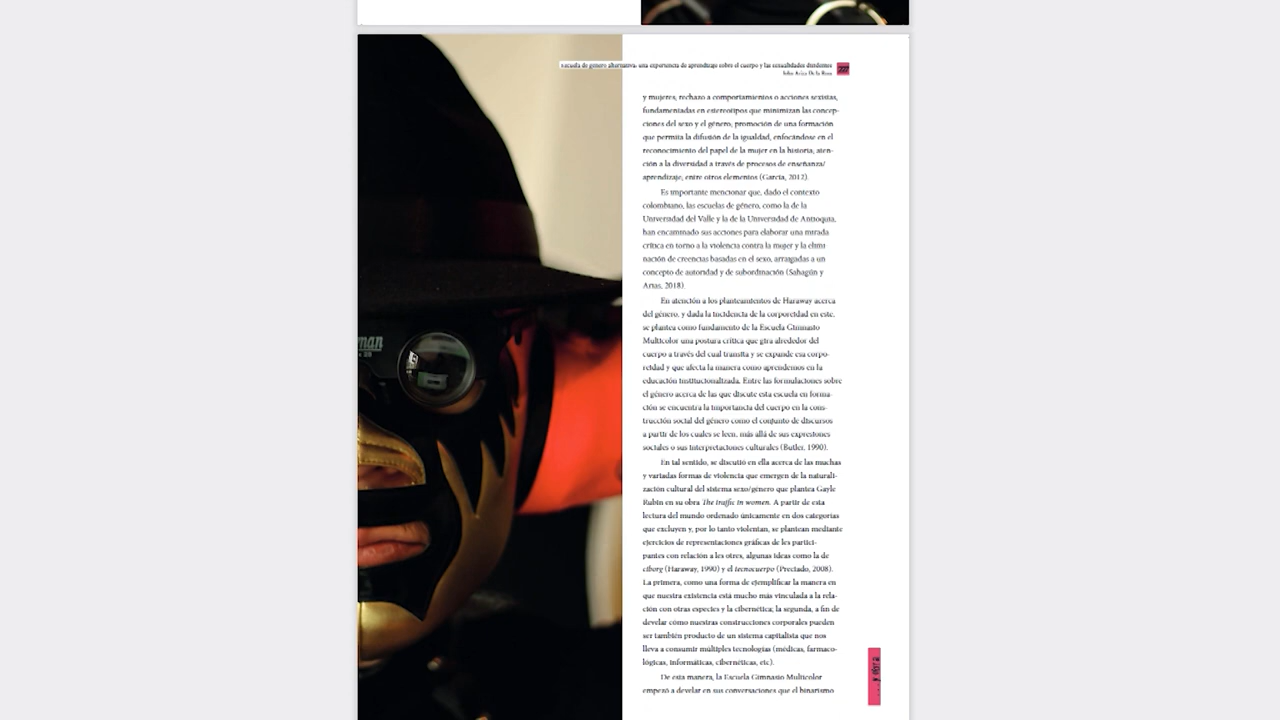 Escuela de género alternativa: una experiencia de aprendizaje sobre el cuerpo y las sexualidades disidentes
John Ariza De la Rosa
227
y mujeres, rechazo a comportamientos o acciones sexistas,
fundamentadas en estereotipos que minimizan las concep-
ciones del sexo y el género; promoción de una formación
que permita la difusión de la igualdad, enfocándose en el
reconocimiento del papel de la mujer en la historia, aten-
ción a la diversidad a través de procesos de enseñanza/
aprendizaje; entre otros elementos (García, 2012).
Es importante mencionar que, dado el contexto
colombiano, las escuelas de género, como la de la
Universidad del Valle y la de la Universidad de Antioquia,
han encaminado sus acciones para elaborar una mirada
crítica en torno a la violencia contra la mujer y la elimi
nación de creencias basadas en el sexo, arraigadas a un
concepto de autoridad y de subordinación (Sahagún y
Arias, 2018).
En atención a los planteamientos de Haraway acerca
del género, y dada la incidencia de la corporeidad en este,
se plantea como fundamento de la Escuela Gimnasio
Multicolor una postura crítica que gira alrededor del
cuerpo a través del cual transita y se expande esa corpo-
reidad y que afecta la manera como aprendemos en la
educación institucionalizada. Entre las formulaciones sobre
el género acerca de las que discute esta escuela en forma-
ción se encuentra la importancia del cuerpo en la cons-
trucción social del género como el conjunto de discursos
a partir de los cuales se leen, más allá de sus expresiones
sociales o sus interpretaciones culturales (Butler, 1990).
En tal sentido, se discutió en ella acerca de las muchas
y variadas formas de violencia que emergen de la naturali-
zación cultural del sistema sexo/género que plantea Gayle
Rubin en su obra The traffic in women. A partir de esta
lectura del mundo ordenado únicamente en dos categorías
que excluyen y, por lo tanto violentan, se plantean mediante
ejercicios de representaciones gráficas de les partici-
pantes con relación a les otres, algunas ideas como la de
ciborg (Haraway, 1990) y el tecnocuerpo (Preciado, 2008).
La primera, como una forma de ejemplificar la manera en
que nuestra existencia está mucho más vinculada a la rela-
ción con otras especies y la cibernética; la segunda, a fin de
develar cómo nuestras construcciones corporales pueden
ser también producto de un sistema capitalista que nos
lleva a consumir múltiples tecnologías (médicas, farmaco-
lógicas, informáticas, cibernéticas, etc).
De esta manera, la Escuela Gimnasio Multicolor
empezó a develar en sus conversaciones que el binarismo